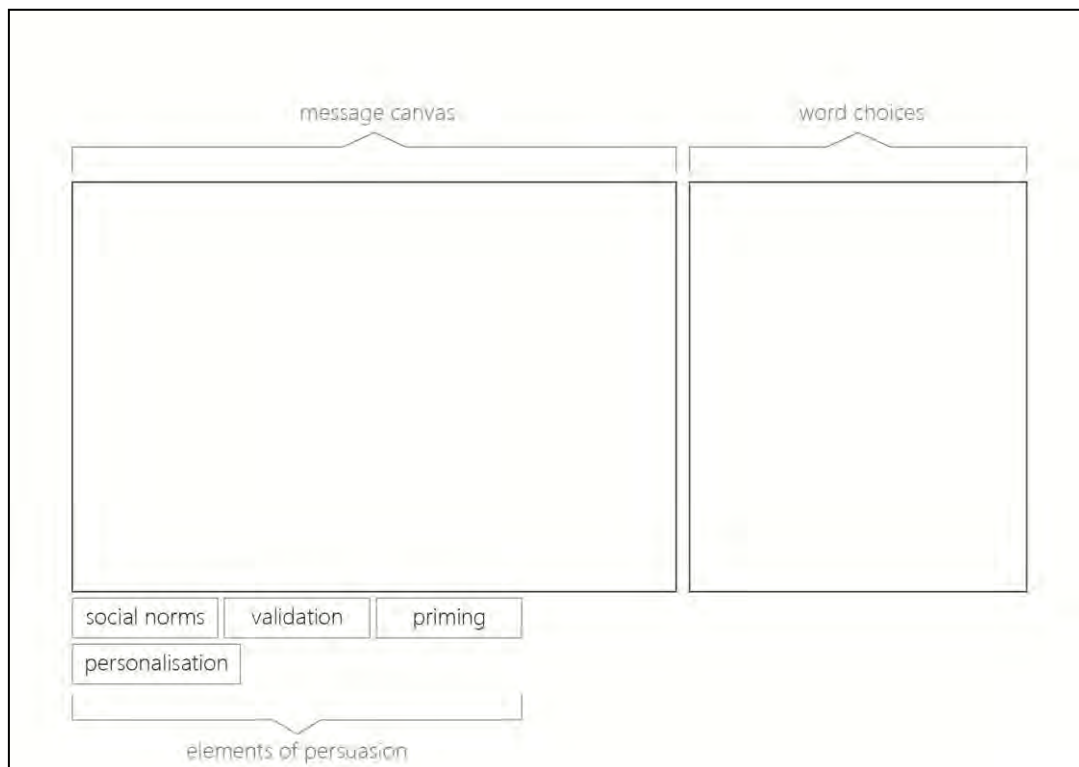 message canvas
word choices
social norms
validation
priming
personalisation
elements of persuasion